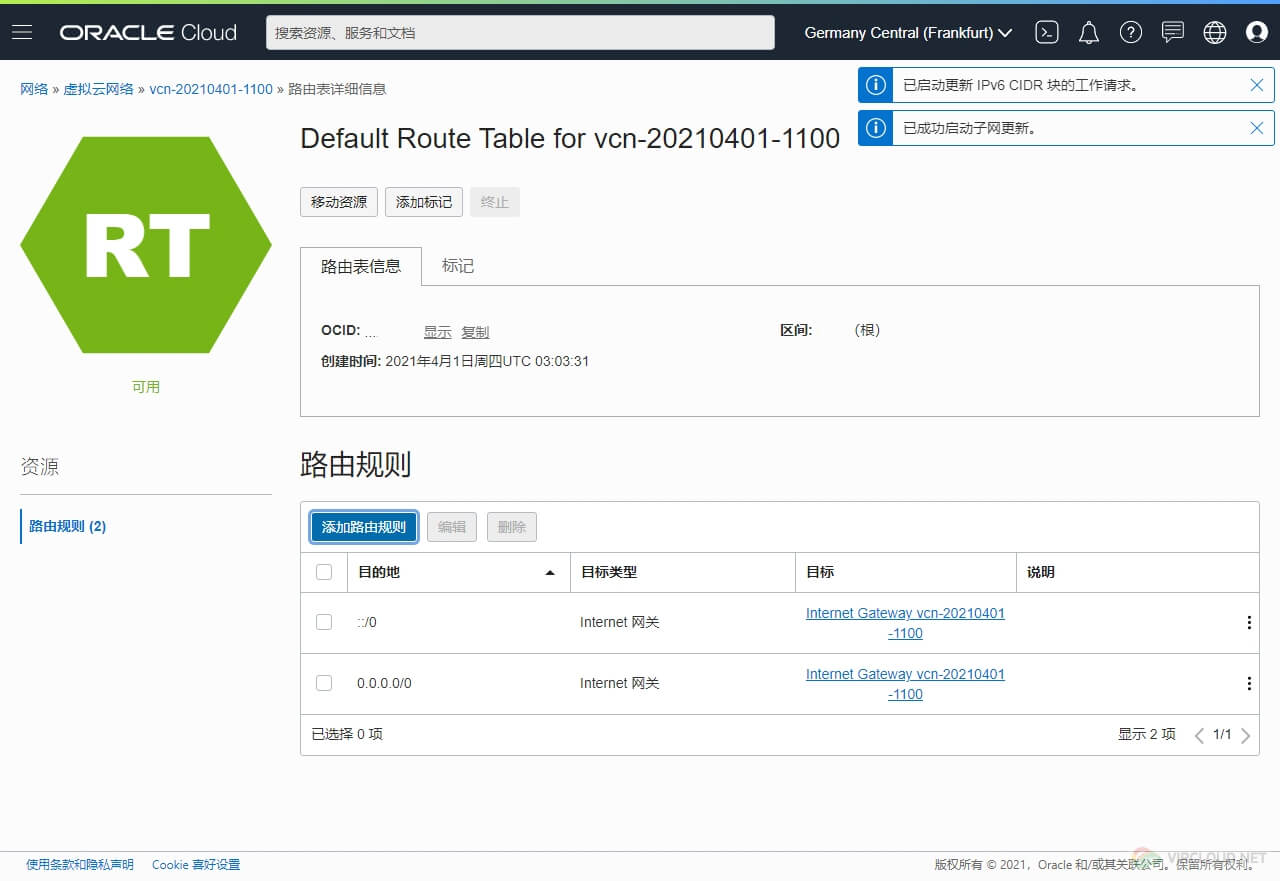 ORACLE Cloud
搜索资源、服务和文档
Germany Central (Frankfurt)
网络 » 虚拟云网络 » vcn-20210401-1100 » 路由表详细信息
已启动更新 IPv6 CIDR 块的工作请求。
已成功启动子网更新。
RT
可用
Default Route Table for vcn-20210401-1100
移动资源 添加标记 终止
路由表信息 标记
OCID: ... 显示 复制
区间: （根）
创建时间: 2021年4月1日周四UTC 03:03:31
资源
路由规则 (2)
路由规则
添加路由规则 编辑 删除
目的地 目标类型 目标 说明
::/0 Internet 网关 Internet Gateway vcn-20210401
-1100
0.0.0.0/0 Internet 网关 Internet Gateway vcn-20210401
-1100
已选择 0 项 显示 2 项 1/1
使用条款和隐私声明 Cookie 喜好设置
版权所有 © 2021，Oracle 和/或其关联公司。保留所有权利。
VIRCLOUD.NET